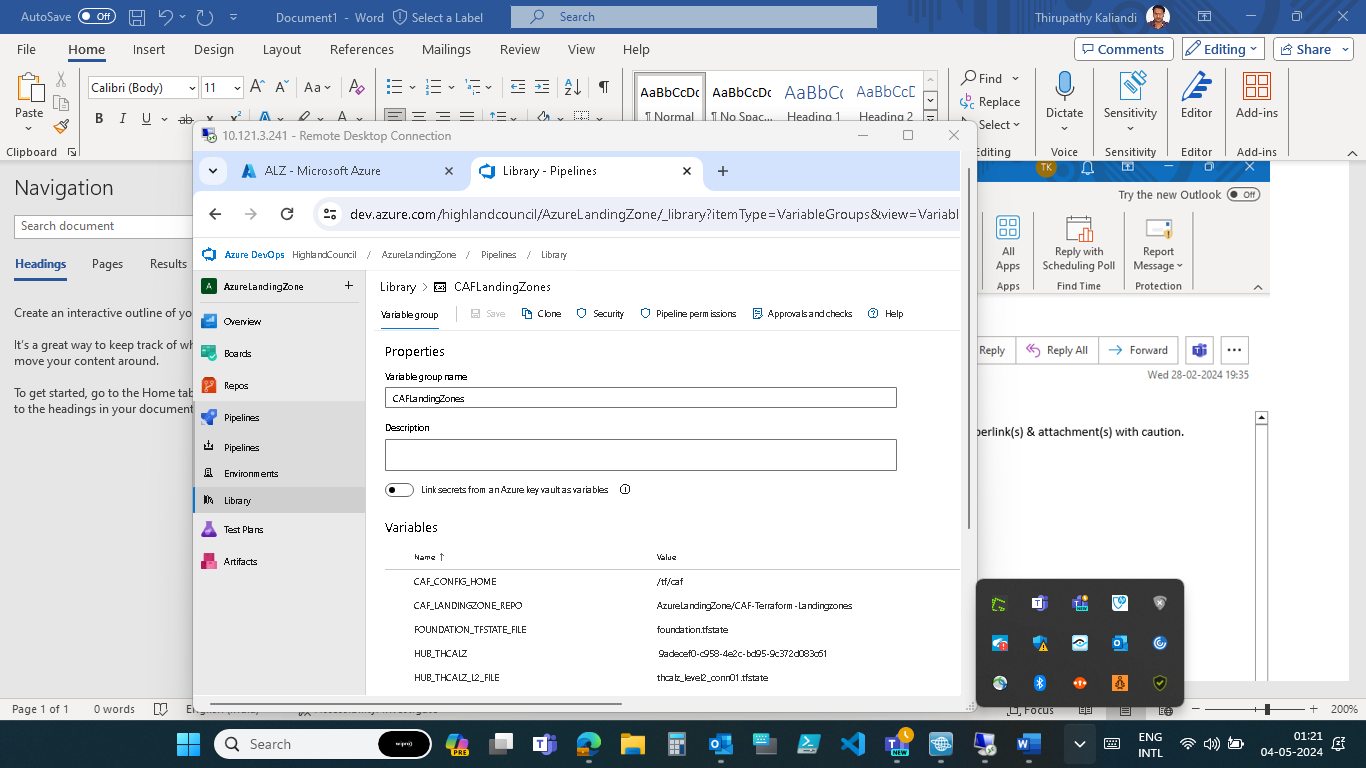 AutoSave Off Document1 - Word Select a Label Search Thirupathy Kaliandi
File Home Insert Design Layout References Mailings Review View Help Comments Editing Share
Paste Calibri (Body) 11 Aa
B I U ab x
Clipboard
AaBbCcDc AaBbCcDc AaBbCc AaBbCcD
¶ Normal ¶ No Spac... Heading 1 Heading 2
Find
Replace
Select
Editing
Dictate
Voice
Sensitivity
Sensitivity
Editor
Editor
Add-ins
Add-ins
Navigation
Search document
Headings Pages Results
Create an interactive outline of yo
It's a great way to keep track of wh
move your content around.
To get started, go to the Home tab
to the headings in your document
10.121.3.241 - Remote Desktop Connection
ALZ - Microsoft Azure
Library - Pipelines
dev.azure.com/highlandcouncil/AzureLandingZone/_library?itemType=VariableGroups&view=Variabl
Azure DevOps HighlandCouncil / AzureLandingZone / Pipelines / Library
A AzureLandingZone +
Overview
Boards
Repos
Pipelines
Pipelines
Environments
Library
Test Plans
Artifacts
Library > CAFLandingZones
Variable group Save Clone Security Pipeline permissions Approvals and checks Help
Properties
Variable group name
CAFLandingZones
Description
Link secrets from an Azure key vault as variables
Variables
Name ↑ Value
CAF_CONFIG_HOME /tf/caf
CAF_LANDINGZONE_REPO AzureLandingZone/CAF-Terraform-Landingzones
FOUNDATION_TFSTATE_FILE foundation.tfstate
HUB_THCALZ 9adecef0-c958-4e2c-bd95-9c372d083c61
HUB_THCALZ_L2_FILE thcalz_level2_conn01.tfstate
TK
Try the new Outlook Off
All
Apps
Apps
Reply with
Scheduling Poll
Find Time
Report
Message
Protection
Reply Reply All Forward
Wed 28-02-2024 19:35
perlink(s) & attachment(s) with caution.
NEW
Page 1 of 1 0 words English (India) Accessibility: Investigate Focus 200%
Search wipro PRE NEW
ENG
INTL
01:21
04-05-2024